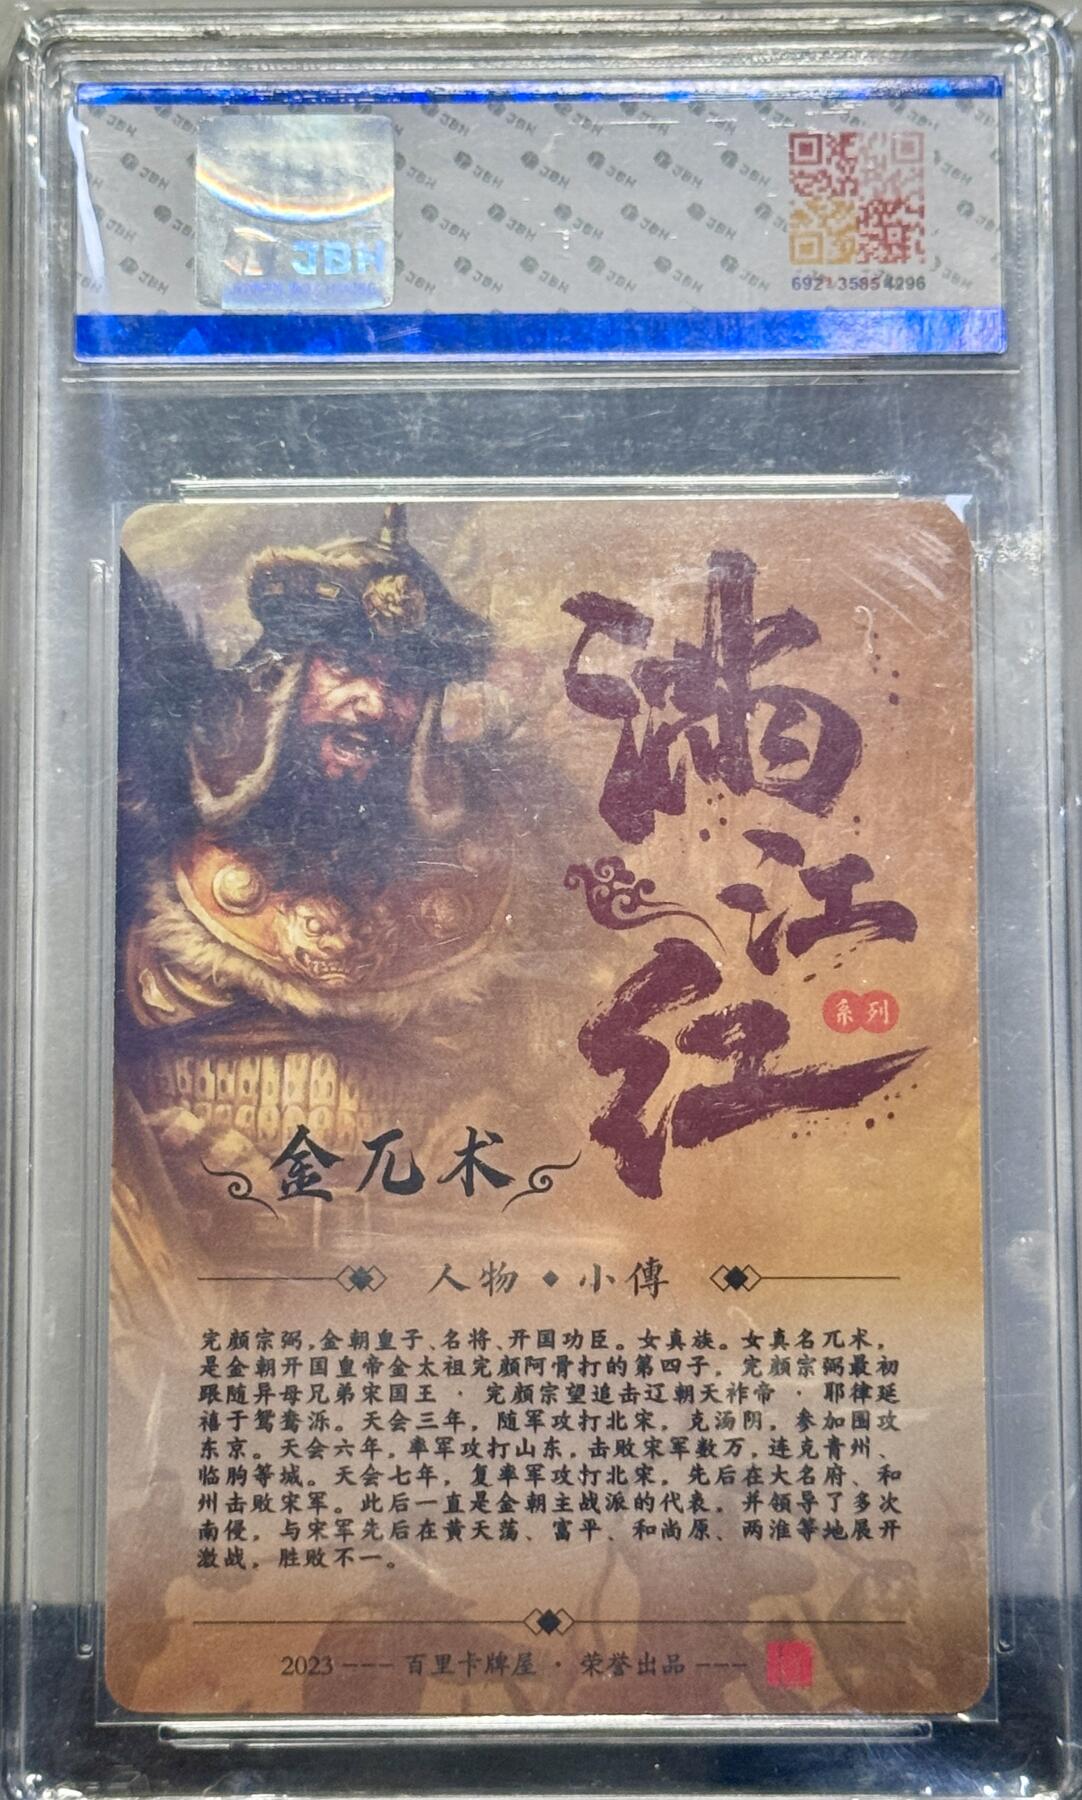 JBH
6921 3585 4296
满江红
系列
金兀术
人物·小傳
完颜宗弼,金朝皇子、名将、开国功臣。女真族。女真名兀术,
是金朝开国皇帝金太祖完颜阿骨打的第四子, 完颜宗弼最初
跟随异母兄弟宋国王 · 完颜宗望追击辽朝天祚帝 · 耶律延
禧于鸳鸯泺。天会三年, 随军攻打北宋, 克汤阴, 参加围攻
东京。天会六年, 率军攻打山东, 击败宋军数万, 连克青州、
临朐等城。天会七年, 复率军攻打北宋, 先后在大名府、和
州击败宋军。此后一直是金朝主战派的代表, 并领导了多次
南侵, 与宋军先后在黄天荡、富平、和尚原、两淮等地展开
激战, 胜败不一。
2023 --- 百里卡牌屋 · 荣誉出品 ---